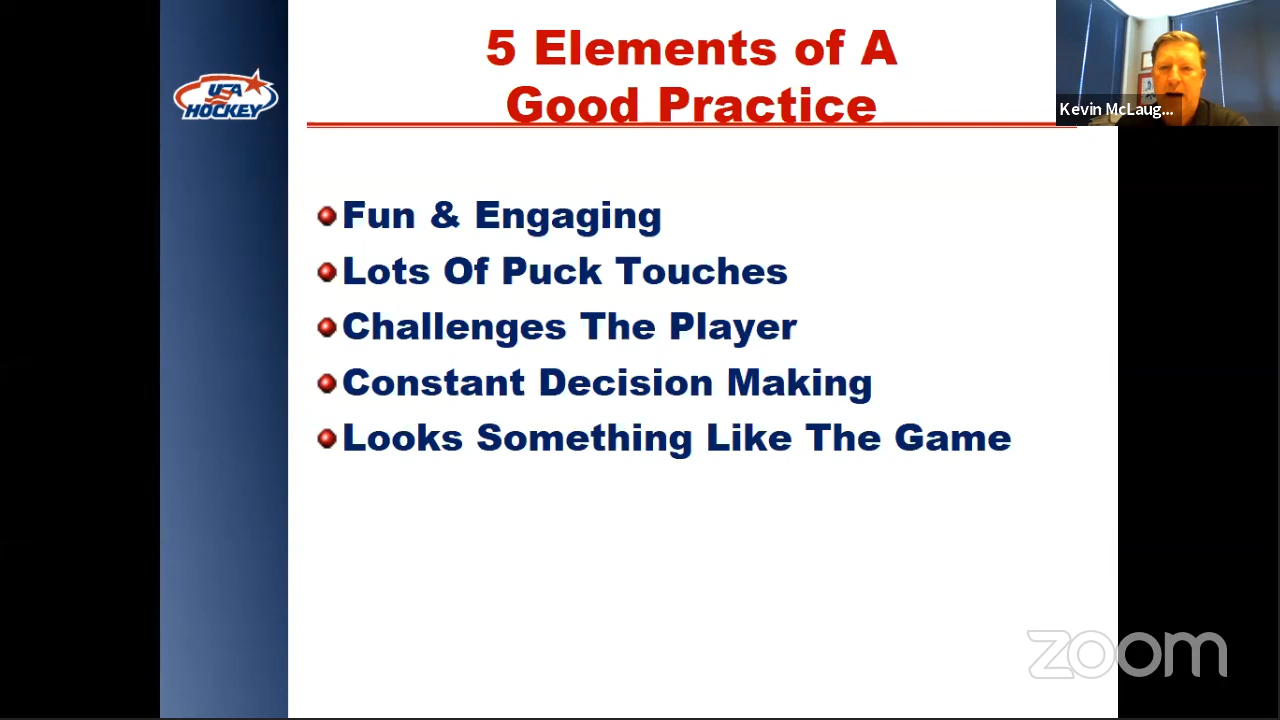 5 Elements of A
Good Practice
USA
HOCKEY
Kevin McLaug...
Fun & Engaging
Lots Of Puck Touches
Challenges The Player
Constant Decision Making
Looks Something Like The Game
zoom